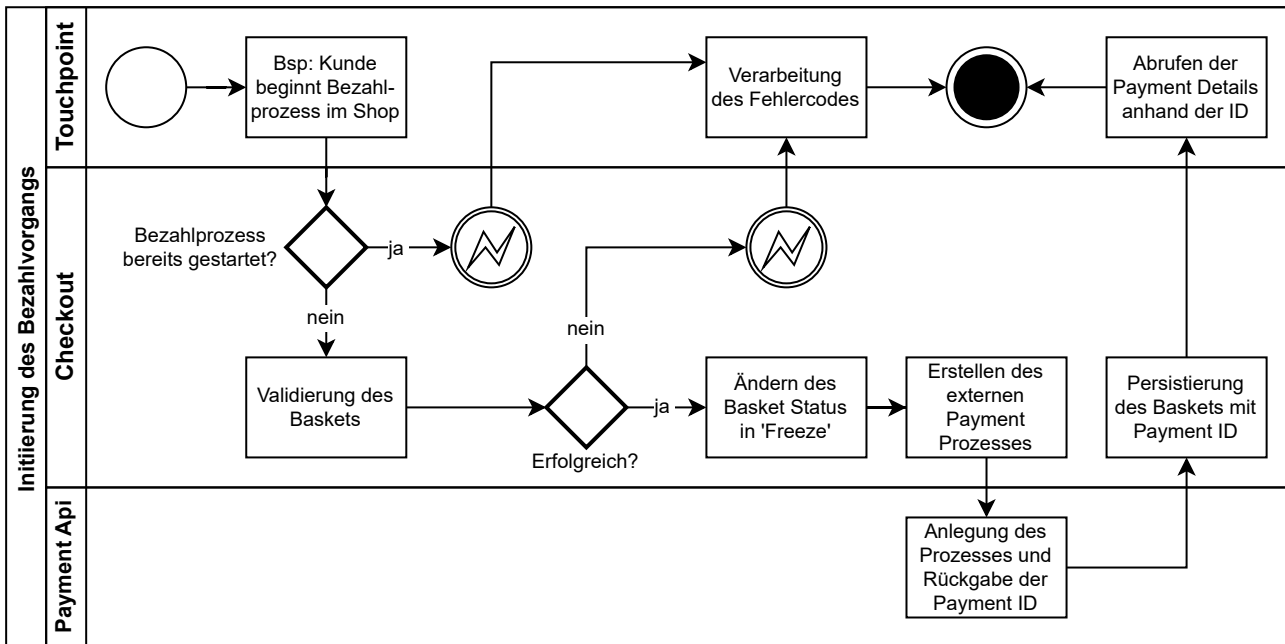 Initiierung des Bezahlvorgangs
Touchpoint
Bsp: Kunde
beginnt Bezahl-
prozess im Shop
Verarbeitung
des Fehlercodes
Abrufen der
Payment Details
anhand der ID
Checkout
Bezahlprozess
bereits gestartet?
ja
nein
nein
Validierung des
Baskets
Erfolgreich?
ja
Ändern des
Basket Status
in 'Freeze'
Erstellen des
externen
Payment
Prozesses
Persistierung
des Baskets mit
Payment ID
Payment Api
Anlegung des
Prozesses und
Rückgabe der
Payment ID